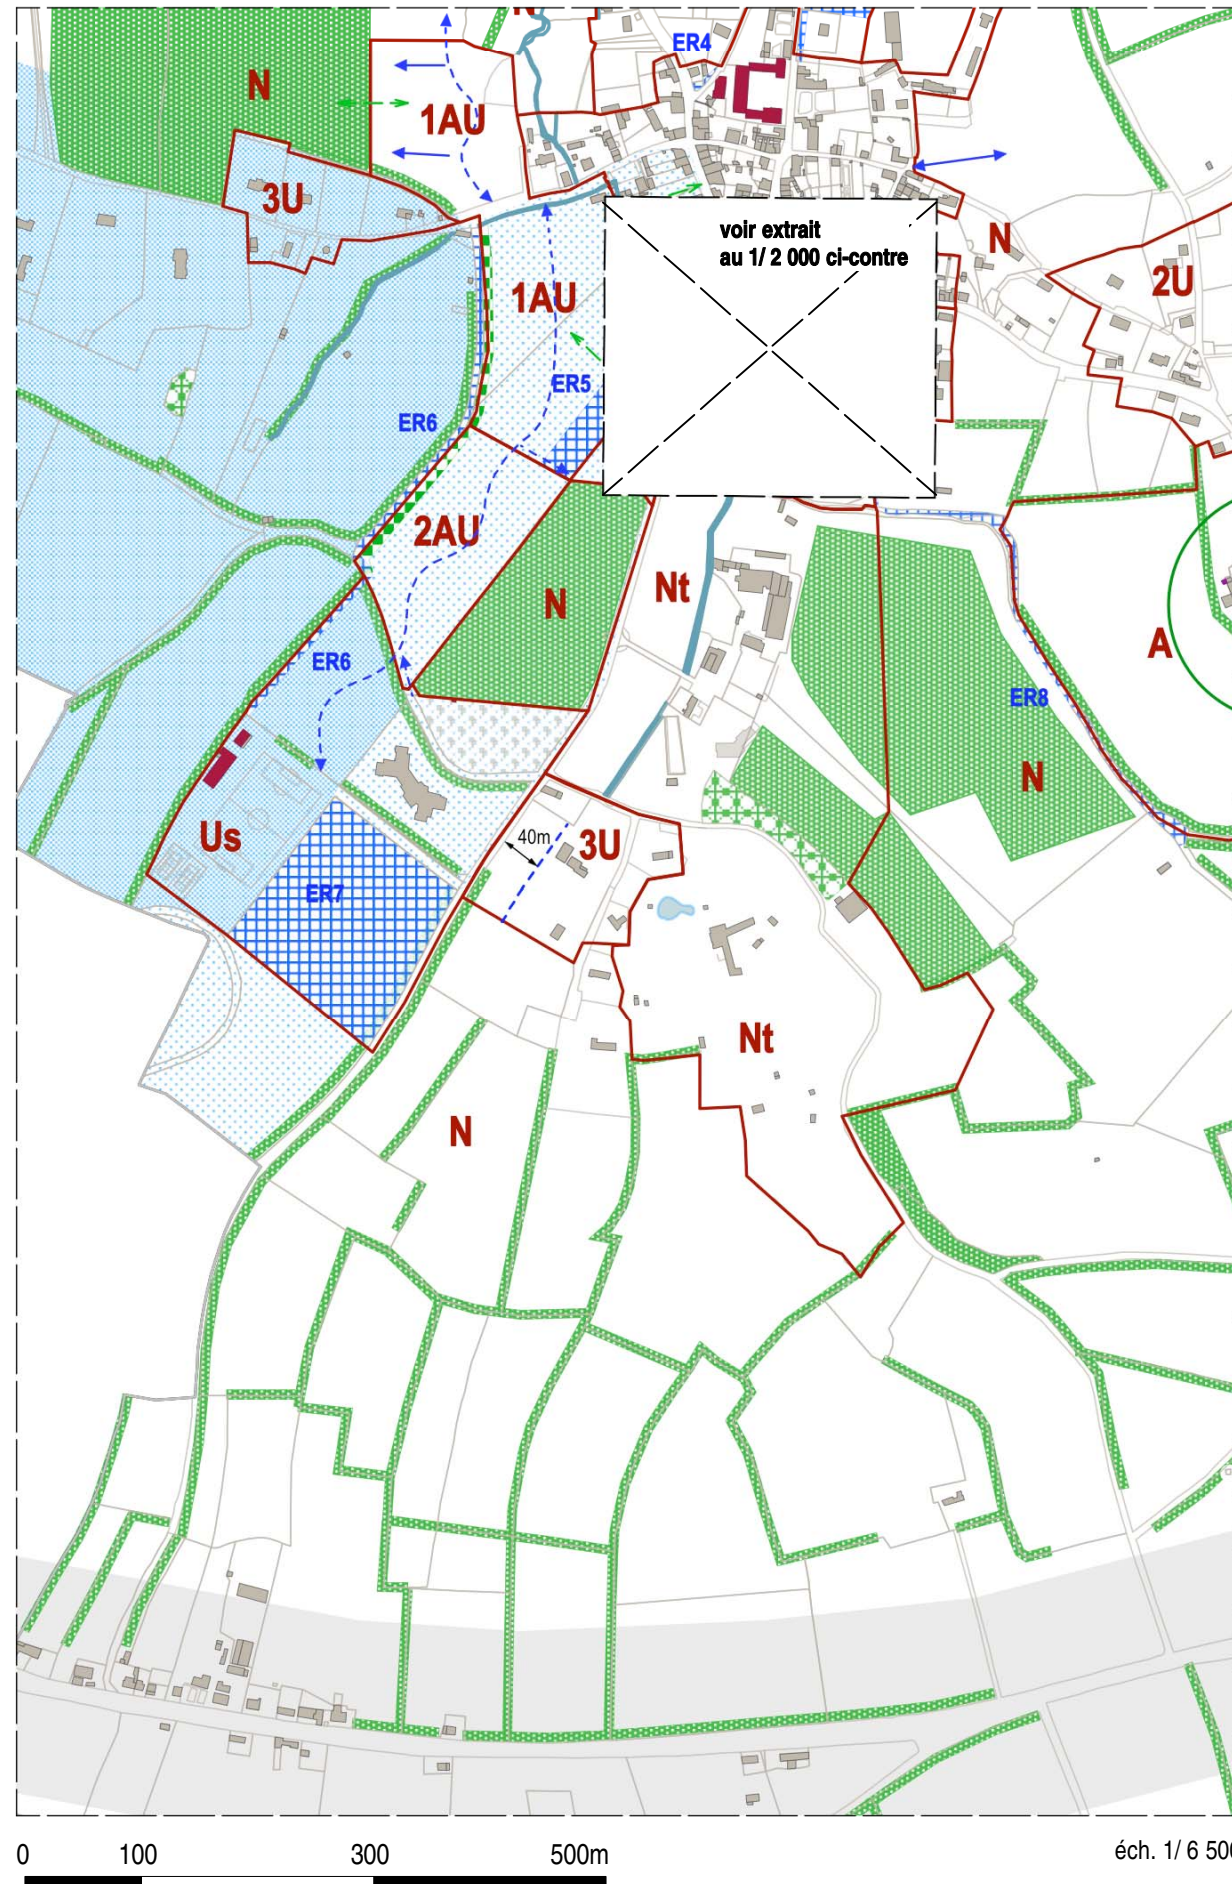 N
ER4
N
1AU
3U
voir extrait
au 1/ 2 000 ci-contre
N
2U
1AU
ER5
ER6
2AU
N
Nt
A
ER6
ER8
N
Us
40m
3U
ER7
Nt
N
0 100 300 500m
éch. 1/ 6 500